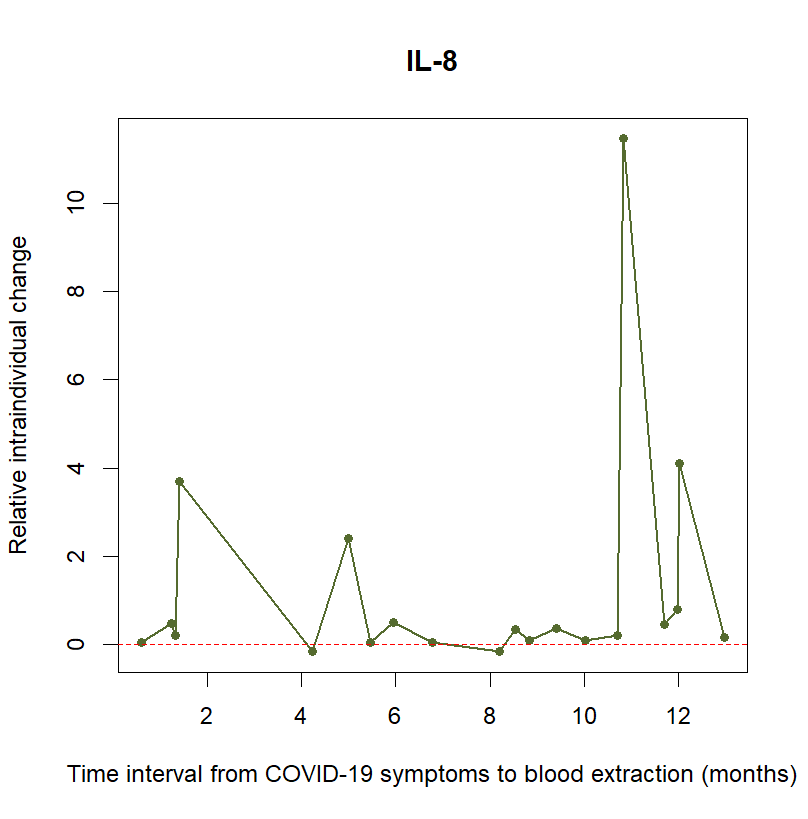 IL-8
Relative intraindividual change
10
8
6
4
2
0
2 4 6 8 10 12
Time interval from COVID-19 symptoms to blood extraction (months)